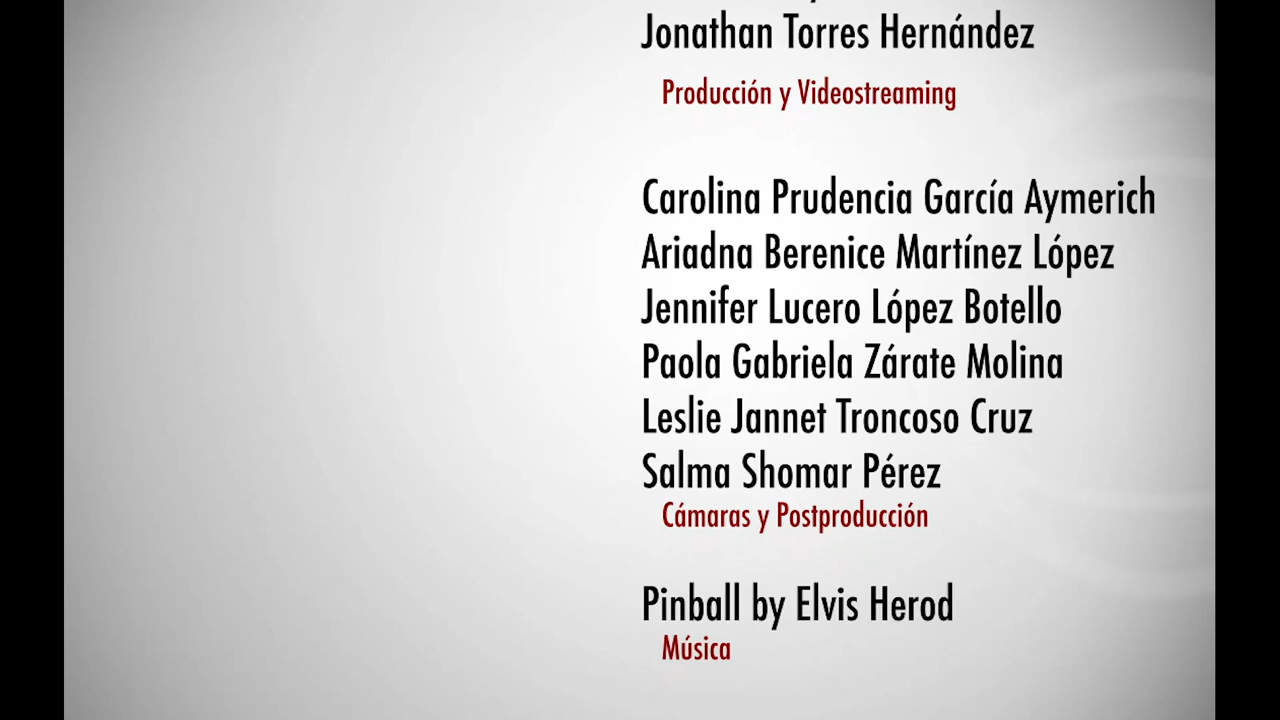 Jonathan Torres Hernández
Producción y Videostreaming
Carolina Prudencia García Aymerich
Ariadna Berenice Martínez López
Jennifer Lucero López Botello
Paola Gabriela Zárate Molina
Leslie Jannet Troncoso Cruz
Salma Shomar Pérez
Cámaras y Postproducción
Pinball by Elvis Herod
Música